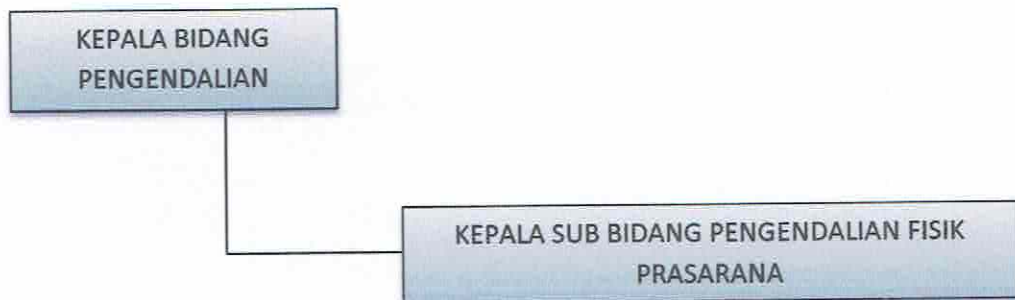 KEPALA BIDANG
PENGENDALIAN
KEPALA SUB BIDANG PENGENDALIAN FISIK
PRASARANA